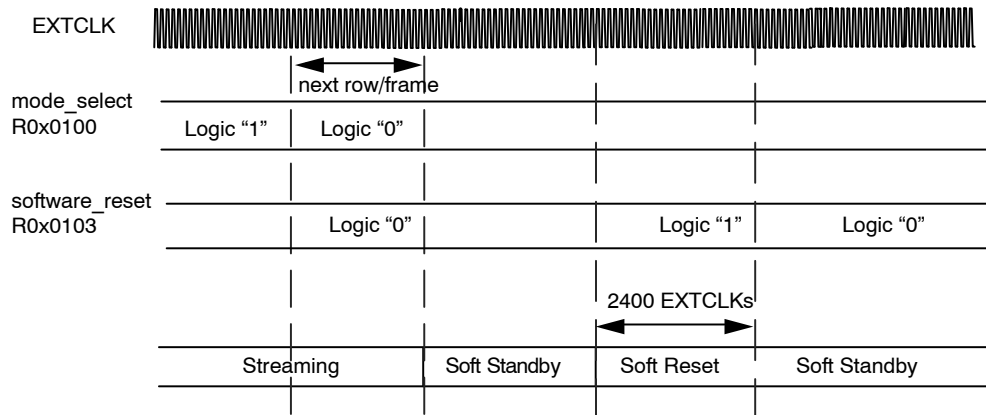 EXTCLK
next row/frame
mode_select
R0x0100
Logic “1” Logic “0”
software_reset
R0x0103
Logic “0” Logic “1” Logic “0”
2400 EXTCLKs
Streaming Soft Standby Soft Reset Soft Standby